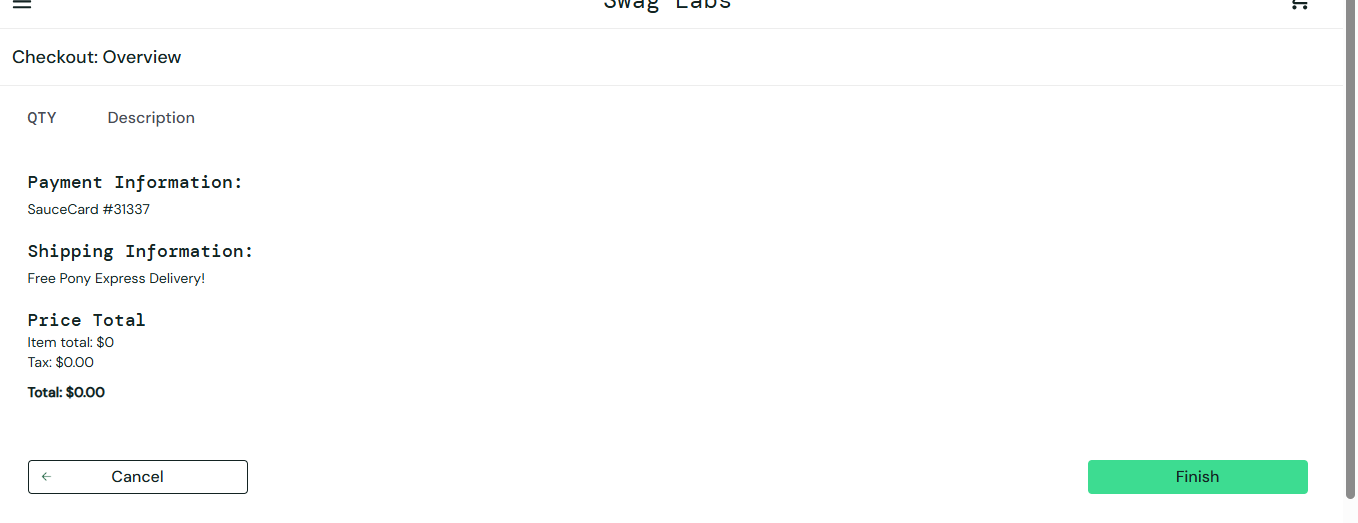 Swag Labs
Checkout: Overview
QTY Description
Payment Information:
SauceCard #31337
Shipping Information:
Free Pony Express Delivery!
Price Total
Item total: $0
Tax: $0.00
Total: $0.00
Cancel Finish